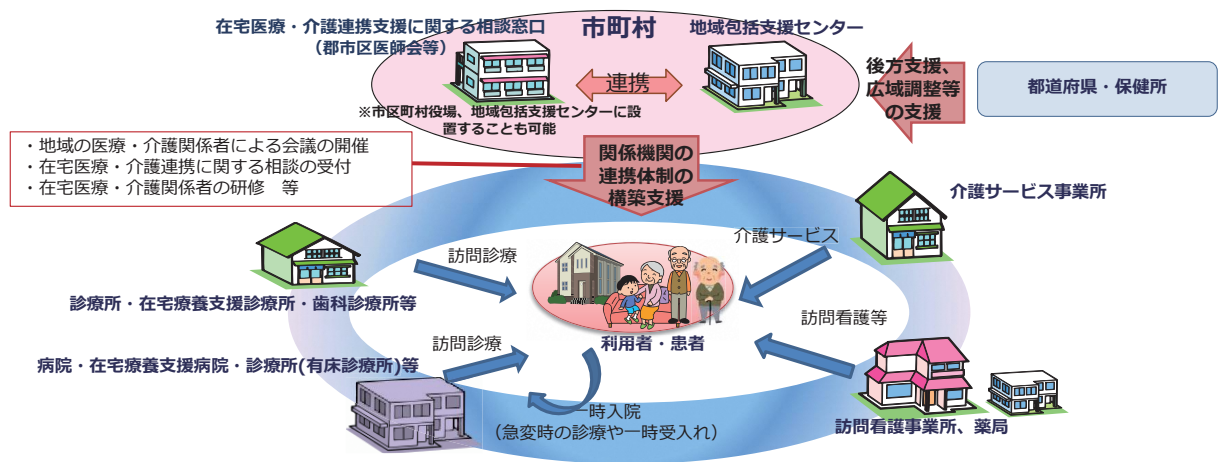 在宅医療・介護連携支援に関する相談窓口
（郡市区医師会等）
市町村
地域包括支援センター
連携
※市区町村役場、地域包括支援センターに設
置することも可能
後方支援、
広域調整等
の支援
都道府県・保健所
・地域の医療・介護関係者による会議の開催
・在宅医療・介護連携に関する相談の受付
・在宅医療・介護関係者の研修　等
関係機関の
連携体制の
構築支援
介護サービス事業所
訪問診療
介護サービス
診療所・在宅療養支援診療所・歯科診療所等
訪問看護等
利用者・患者
訪問診療
病院・在宅療養支援病院・診療所(有床診療所)等
一時入院
（急変時の診療や一時受入れ）
訪問看護事業所、薬局